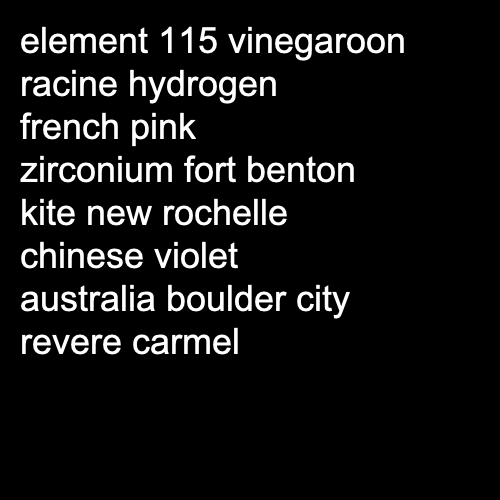 element 115 vinegaroon
racine hydrogen
french pink
zirconium fort benton
kite new rochelle
chinese violet
australia boulder city
revere carmel